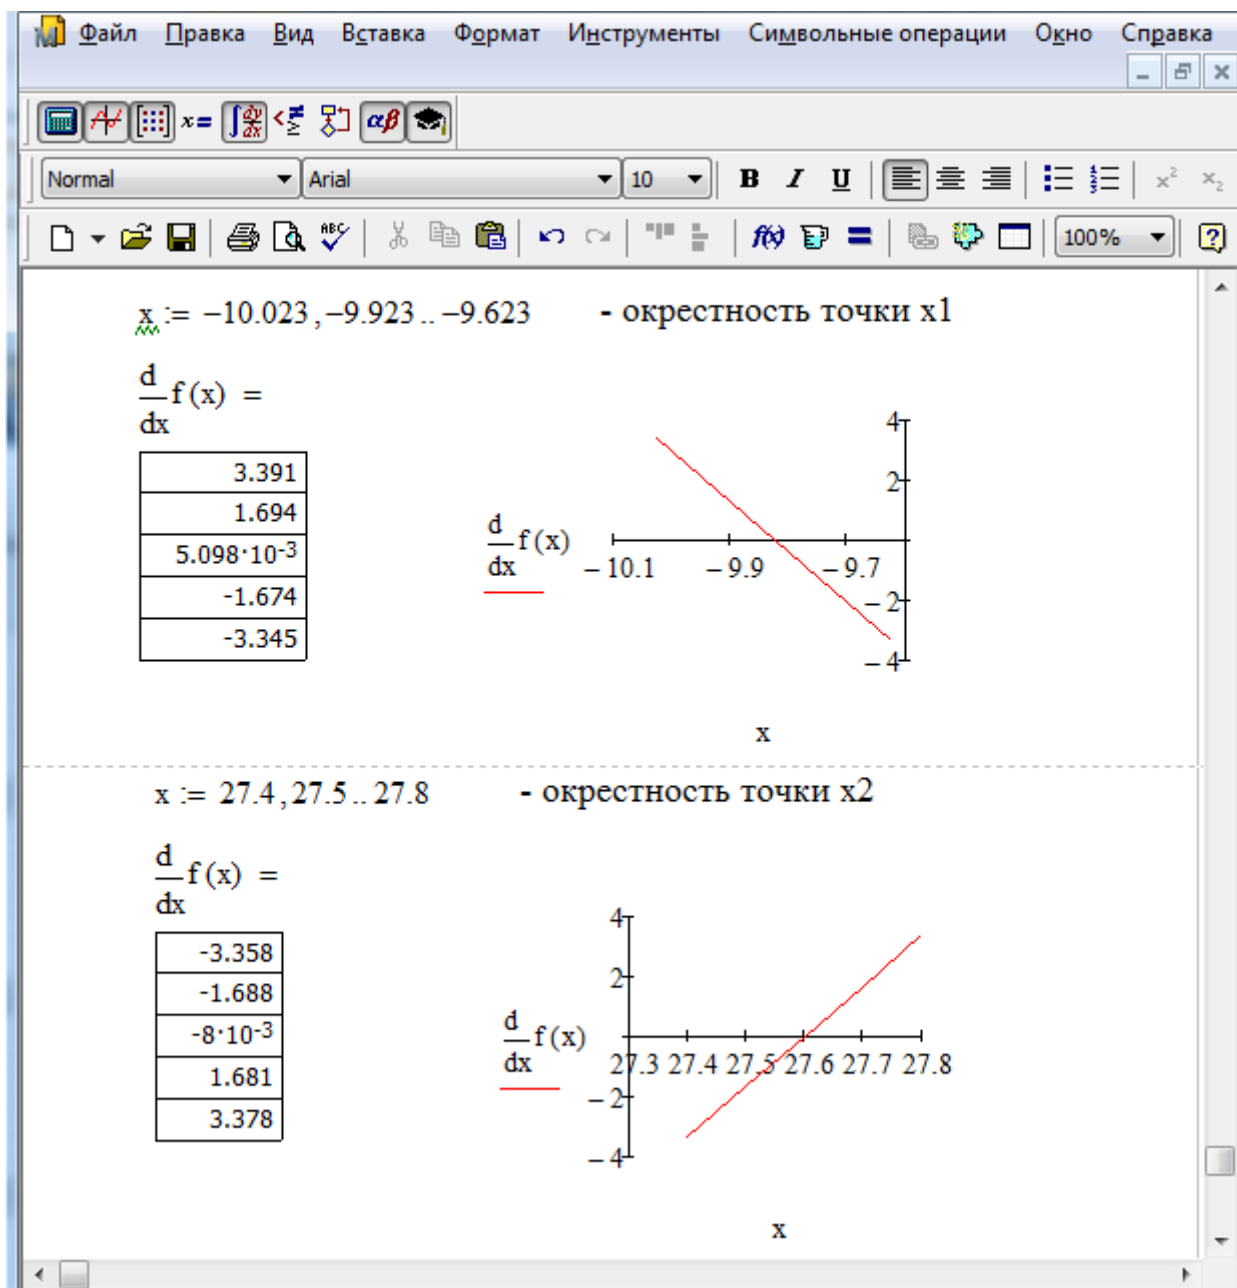 Файл Правка Вид Вставка Формат Инструменты Символьные операции Окно Справка
x=
αβ
Normal Arial 10 B I U x² x₂
ABC f(x) = 100% ?
x := −10.023 , −9.923 .. −9.623 - окрестность точки x1
d/dx f(x) =
3.391
1.694
5.098·10⁻³
-1.674
-3.345
4
2
d/dx f(x)
− 10.1 − 9.9 − 9.7
− 2
− 4
x
x := 27.4 , 27.5 .. 27.8 - окрестность точки x2
d/dx f(x) =
-3.358
-1.688
-8·10⁻³
1.681
3.378
4
2
d/dx f(x)
27.3 27.4 27.5 27.6 27.7 27.8
− 2
− 4
x